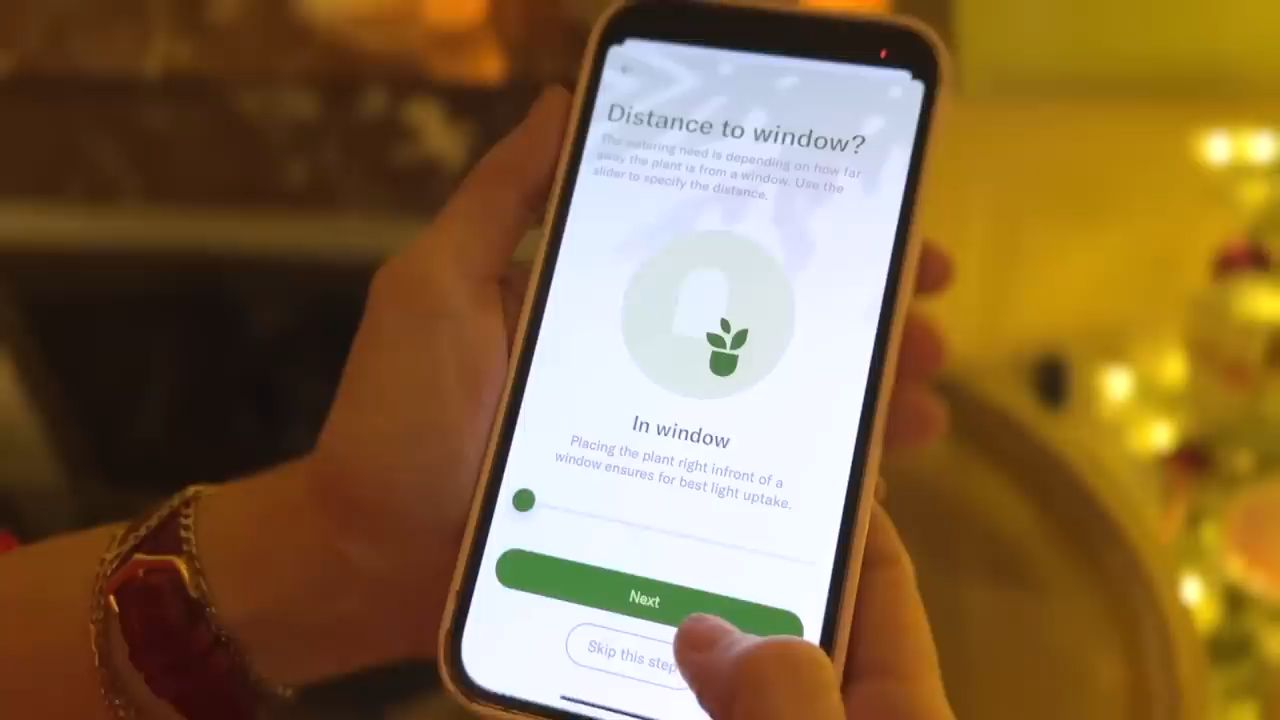 Distance to window?
The watering need is depending on how far
away the plant is from a window. Use the
slider to specify the distance.
In window
Placing the plant right infront of a
window ensures for best light uptake.
Next
Skip this step